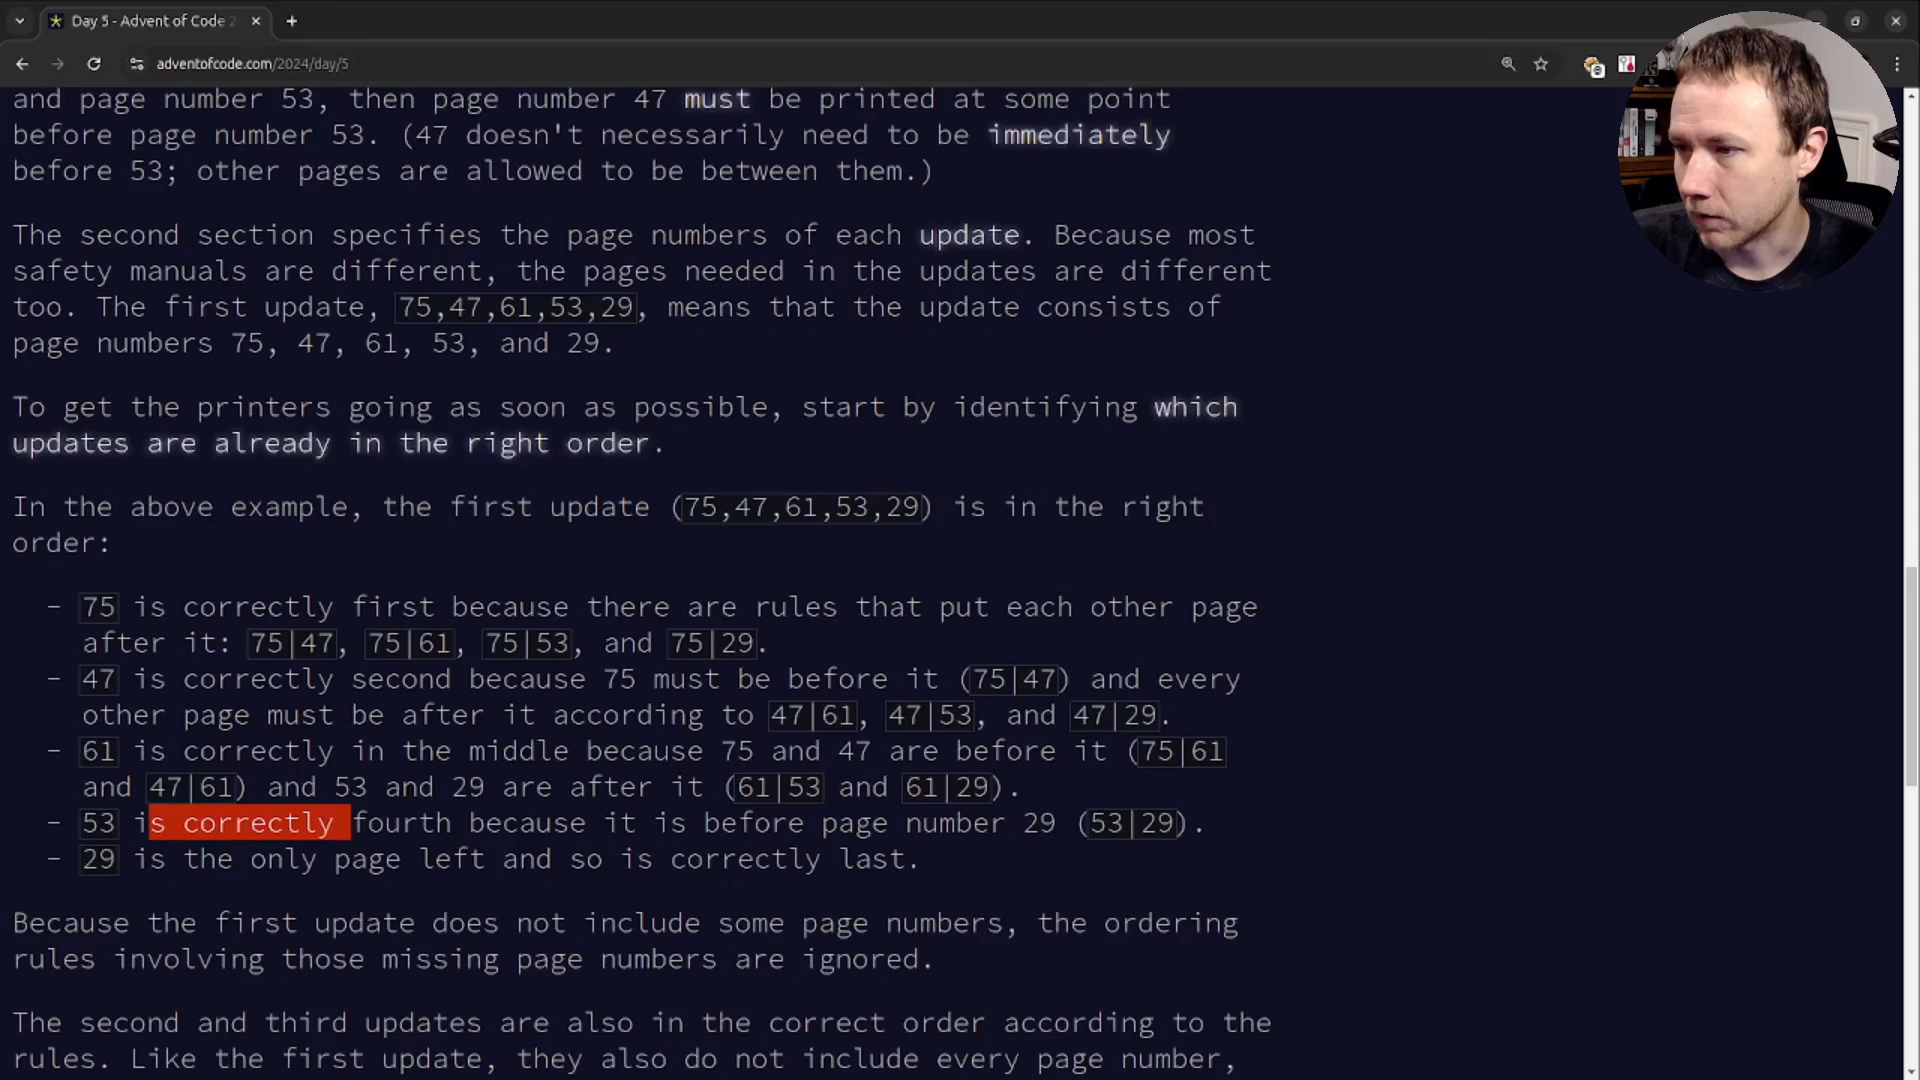 Day 5 - Advent of Code 2
adventofcode.com/2024/day/5
and page number 53, then page number 47 must be printed at some point
before page number 53. (47 doesn't necessarily need to be immediately
before 53; other pages are allowed to be between them.)
The second section specifies the page numbers of each update. Because most
safety manuals are different, the pages needed in the updates are different
too. The first update, 75,47,61,53,29, means that the update consists of
page numbers 75, 47, 61, 53, and 29.
To get the printers going as soon as possible, start by identifying which
updates are already in the right order.
In the above example, the first update (75,47,61,53,29) is in the right
order:
- 75 is correctly first because there are rules that put each other page
after it: 75|47, 75|61, 75|53, and 75|29.
- 47 is correctly second because 75 must be before it (75|47) and every
other page must be after it according to 47|61, 47|53, and 47|29.
- 61 is correctly in the middle because 75 and 47 are before it (75|61
and 47|61) and 53 and 29 are after it (61|53 and 61|29).
- 53 is correctly fourth because it is before page number 29 (53|29).
- 29 is the only page left and so is correctly last.
Because the first update does not include some page numbers, the ordering
rules involving those missing page numbers are ignored.
The second and third updates are also in the correct order according to the
rules. Like the first update, they also do not include every page number,